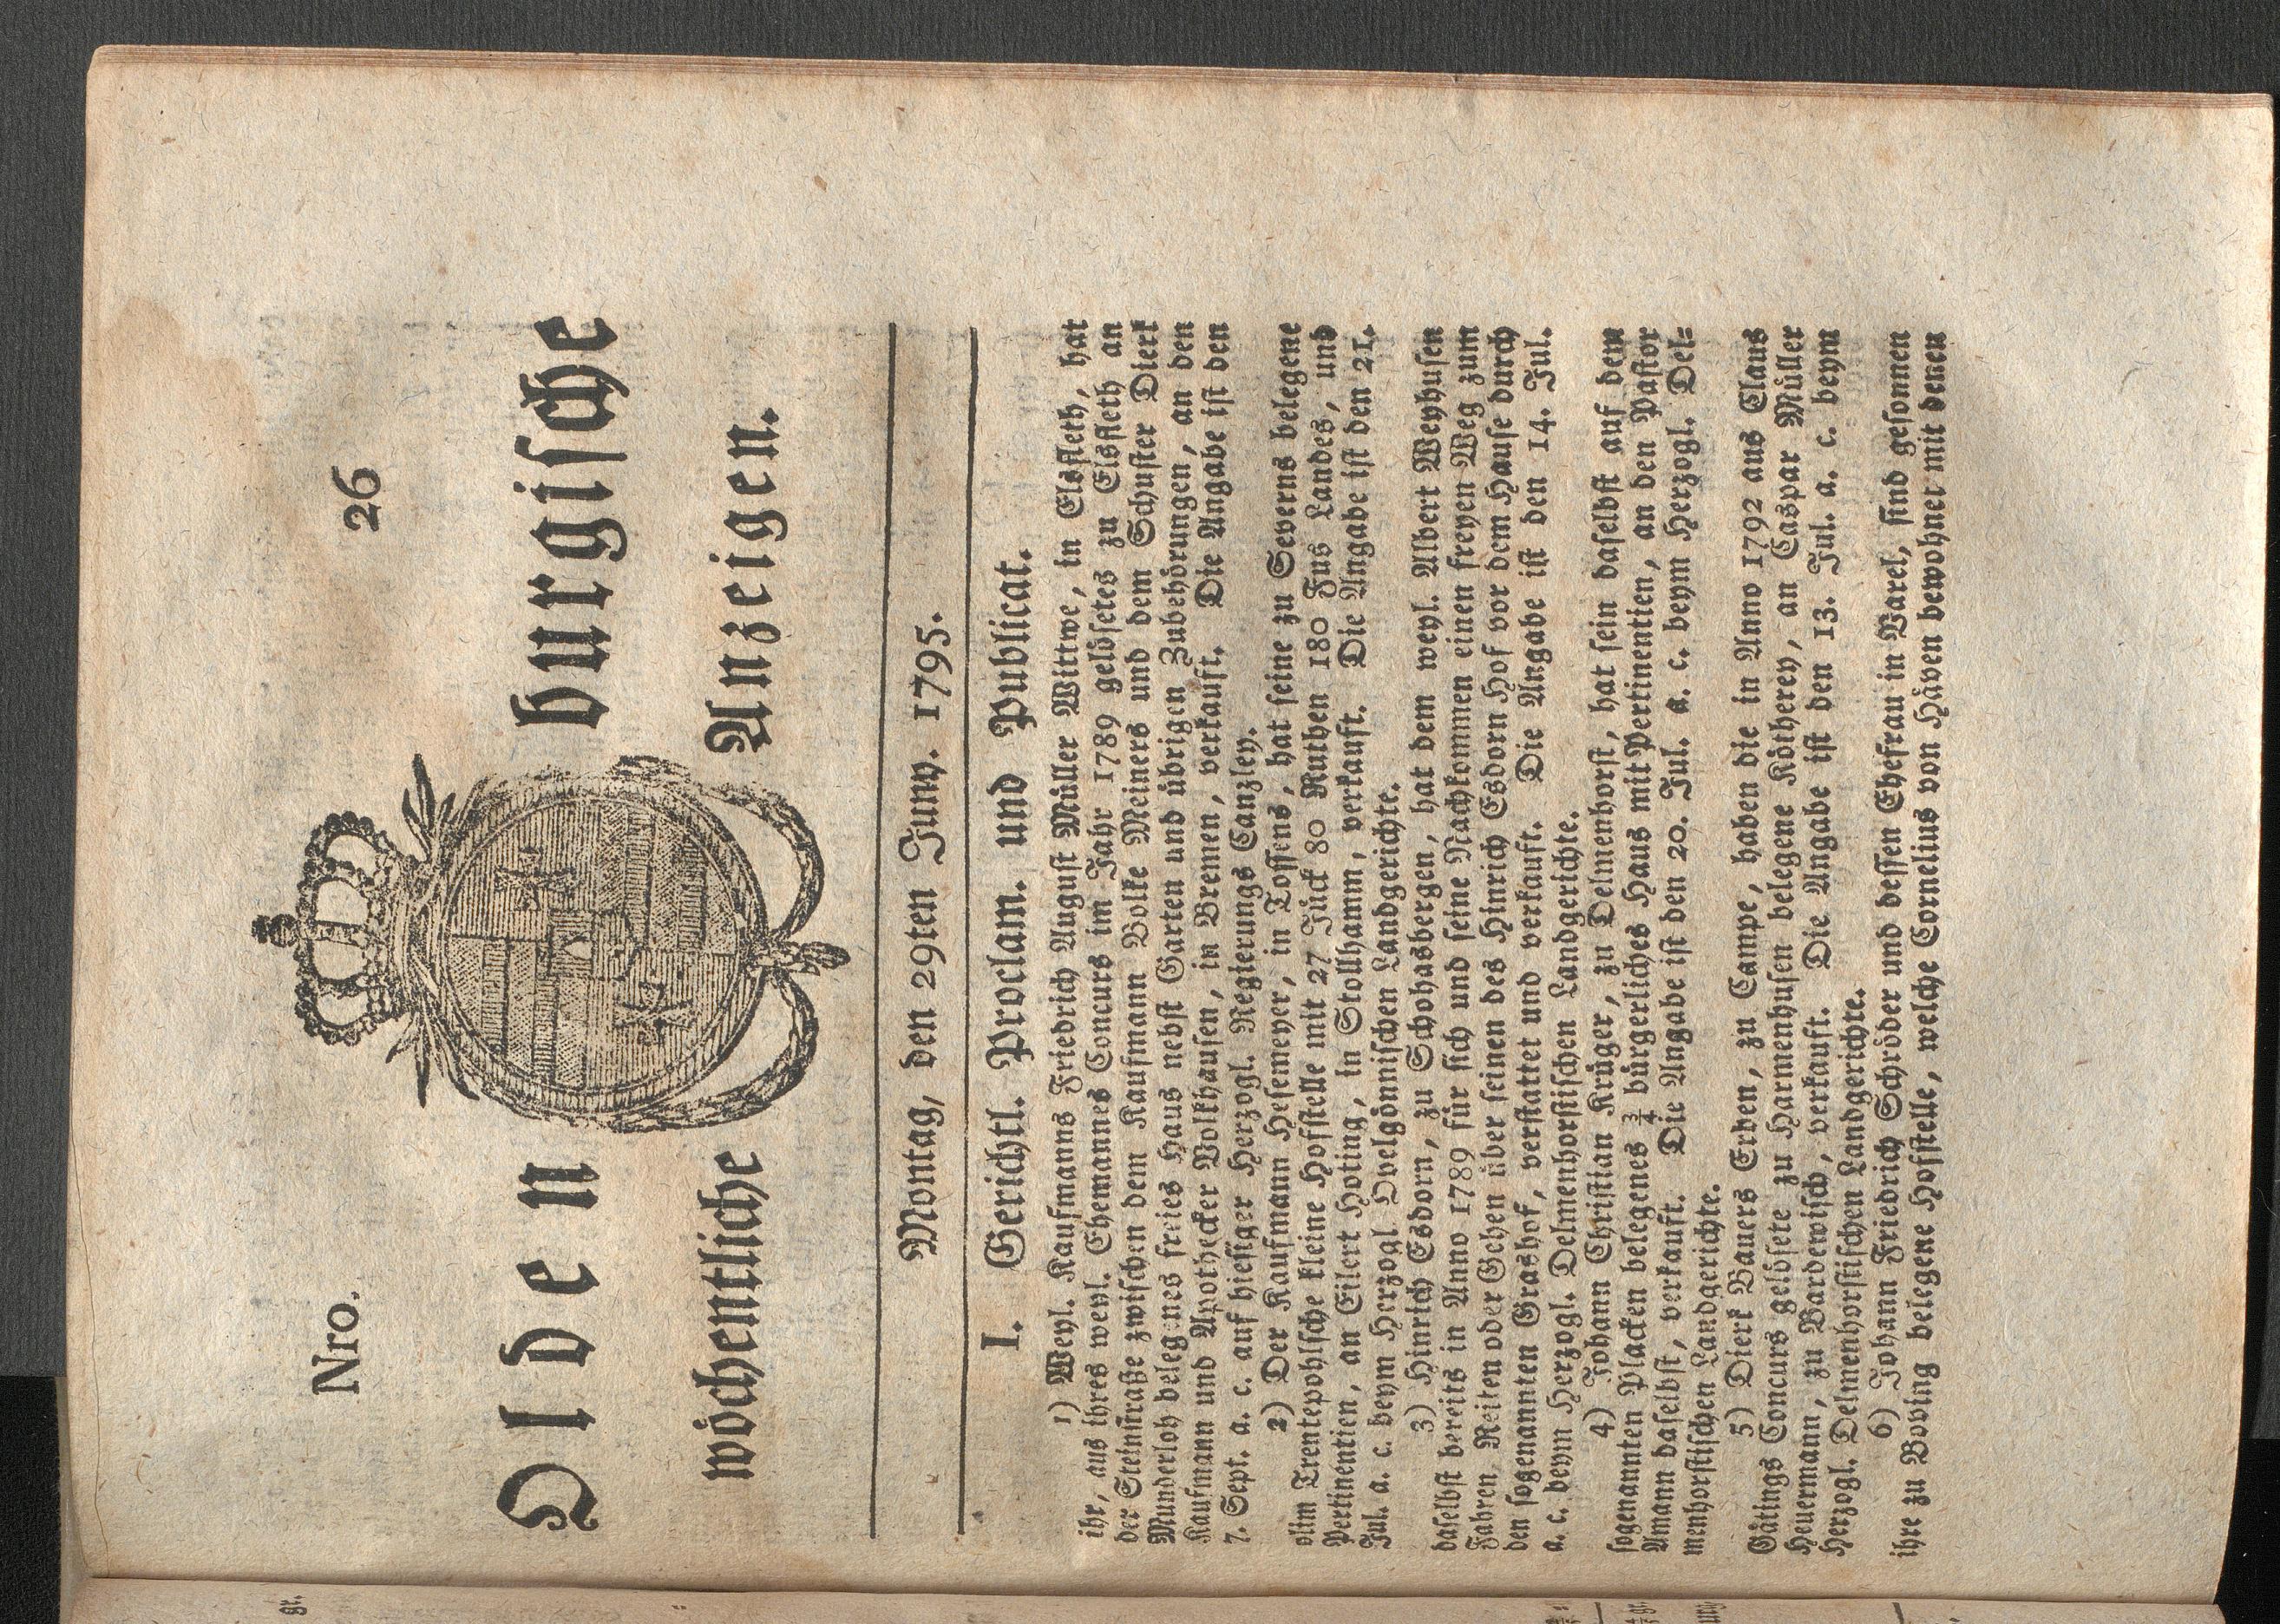 Nro. 26
Olden burgische
wöchentliche Anzeigen.
Montag, den 29ten Juny. 1795.
I. Gerichtl. Proclam. und Publicat.
1) Weyl. Kaufmanns Friedrich August Müller Wittwe, in Elsfleth, hat
ihr, aus ihres weyl. Ehemannes Concurs im Jahr 1789 gelösetes zu Elsfleth an
der Steinstraße zwischen dem Kaufmann Bolke Meiners und dem Schuster Dierk
Munderloh belegenes freies Haus nebst Garten und übrigen Zubehörungen, an den
Kaufmann und Apothecker Volkhausen, in Bremen, verkauft. Die Angabe ist den
7. Sept. a. c. auf hiesiger Herzogl. Regierungs Canzley.
2) Der Kaufmann Hesemeyer, in Tossens, hat seine zu Severns belegene
olim Trentepohlsche kleine Hofstelle mit 27 Jück 80 Ruthen 180 Fus Landes, und
Pertinentien, an Eilert Hoting, in Stollhamm, verkauft. Die Angabe ist den 21.
Jul. a. c. beym Herzogl. Ovelgönnischen Landgerichte.
3) Hinrich Esdorn, zu Schohasbergen, hat dem weyl. Albert Weyhusen
daselbst bereits in Anno 1789 für sich und seine Nachkommen einen freyen Weg zum
Fahren, Reiten oder Gehen über seinen des Hinrich Esdorn Hof vor dem Hause durch
den sogenannten Grashof, verstattet und verkauft. Die Angabe ist den 14. Jul.
a. c. beym Herzogl. Delmenhorstischen Landgerichte.
4) Johann Christian Krüger, zu Delmenhorst, hat sein daselbst auf dem
sogenannten Placken belegenes ¾ bürgerliches Haus mit Pertinentien, an den Pastor
Amann daselbst, verkauft. Die Angabe ist den 20. Jul. a. c. beym Herzogl. Del=
menhorstischen Landgerichte.
5) Dierk Bauers Erben, zu Campe, haben die in Anno 1792 aus Claus
Gätings Concurs gelösete zu Harmenhusen belegene Kötherey, an Caspar Müller
Heuermann, zu Bardewisch, verkauft. Die Angabe ist den 13. Jul. a. c. beym
Herzogl. Delmenhorstischen Landgerichte.
6) Johann Friedrich Schröder und dessen Ehefrau in Varel, sind gesonnen
ihre zu Boving belegene Hofstelle, welche Cornelius von Häven bewohnet mit denen